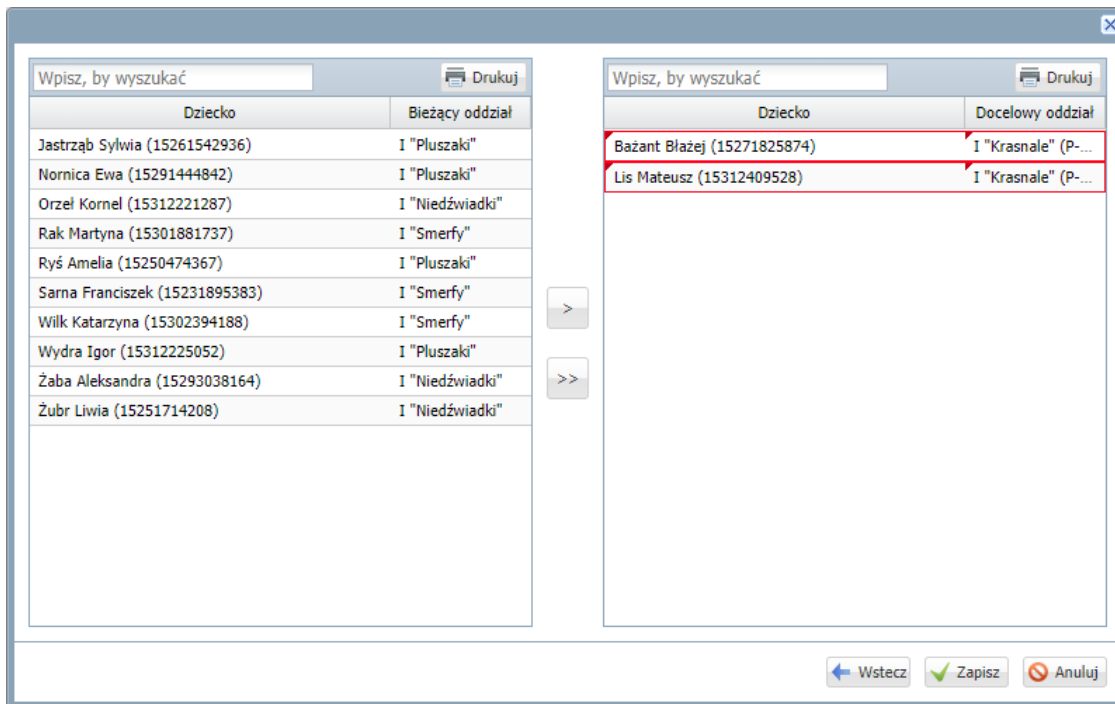 Wpisz, by wyszukać Drukuj
Dziecko Bieżący oddział
Jastrząb Sylwia (15261542936) I "Pluszaki"
Nornica Ewa (15291444842) I "Pluszaki"
Orzeł Kornel (15312221287) I "Niedźwiadki"
Rak Martyna (15301881737) I "Smerfy"
Ryś Amelia (15250474367) I "Pluszaki"
Sarna Franciszek (15231895383) I "Smerfy"
Wilk Katarzyna (15302394188) I "Smerfy"
Wydra Igor (15312225052) I "Pluszaki"
Żaba Aleksandra (15293038164) I "Niedźwiadki"
Żubr Liwia (15251714208) I "Niedźwiadki"
>
>>
Wpisz, by wyszukać Drukuj
Dziecko Docelowy oddział
Bażant Błażej (15271825874) I "Krasnale" (P-...
Lis Mateusz (15312409528) I "Krasnale" (P-...
Wstecz Zapisz Anuluj